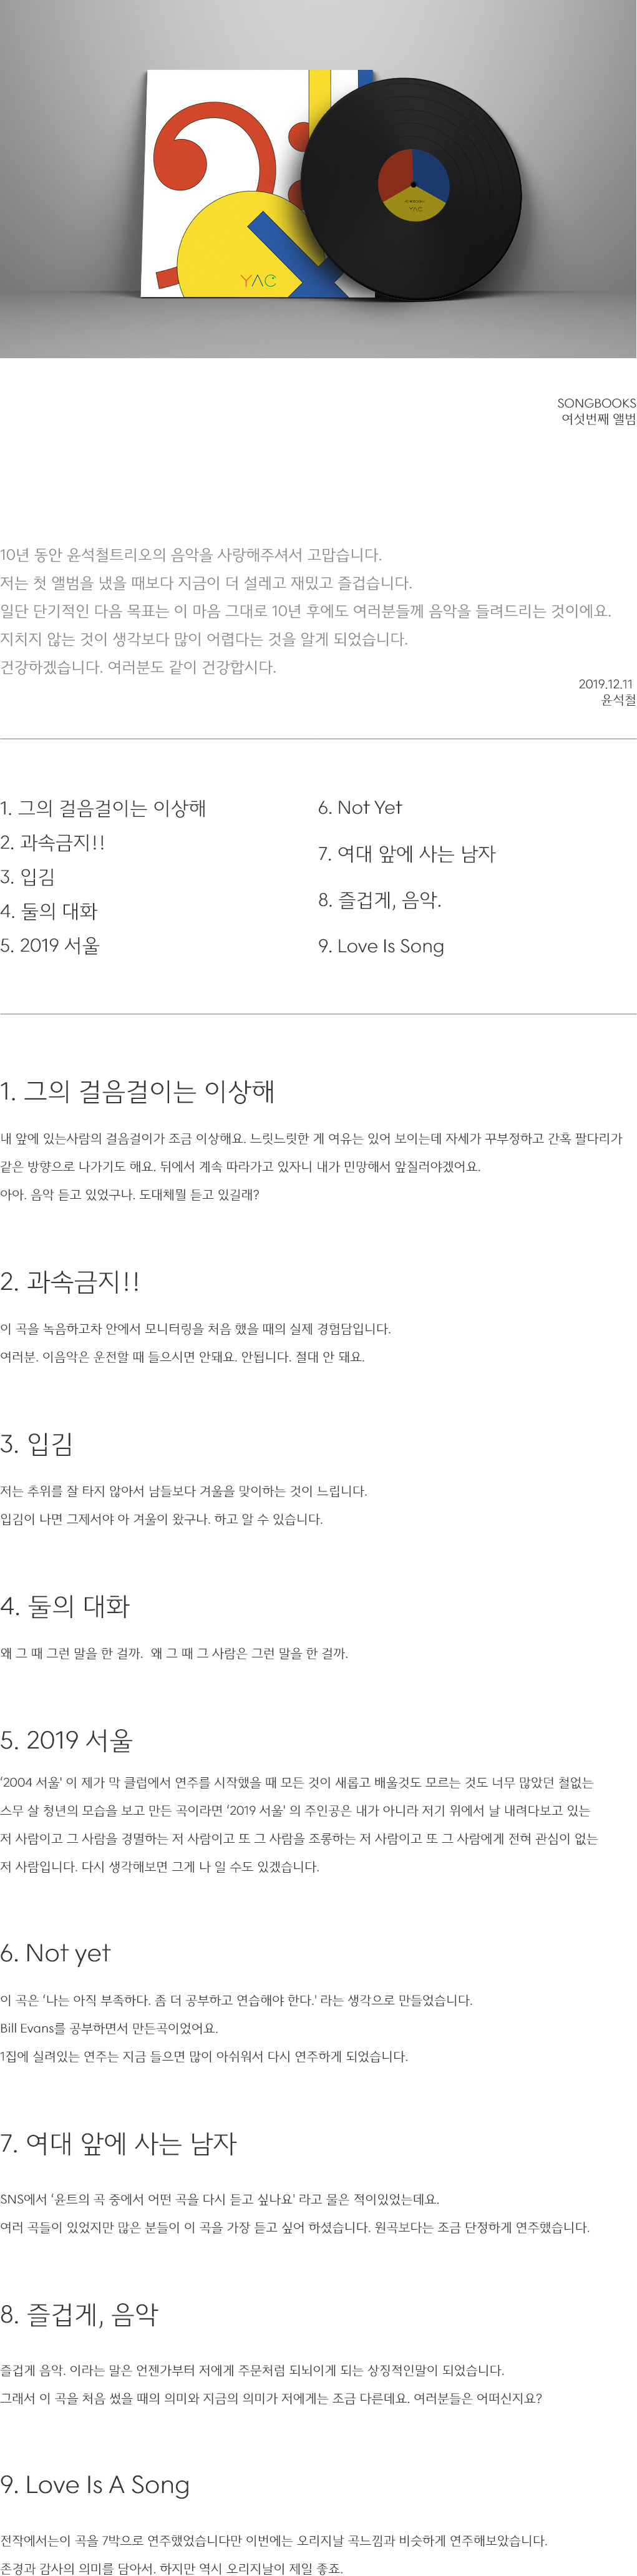 YAC
YAC
SONGBOOKS
여섯번째 앨범
10년 동안 윤석철트리오의 음악을 사랑해주셔서 고맙습니다.
저는 첫 앨범을 냈을 때보다 지금이 더 설레고 재밌고 즐겁습니다.
일단 단기적인 다음 목표는 이 마음 그대로 10년 후에도 여러분들께 음악을 들려드리는 것이에요.
지치지 않는 것이 생각보다 많이 어렵다는 것을 알게 되었습니다.
건강하겠습니다. 여러분도 같이 건강합시다.
2019.12.11
윤석철
1. 그의 걸음걸이는 이상해
2. 과속금지!!
3. 입김
4. 둘의 대화
5. 2019 서울
6. Not Yet
7. 여대 앞에 사는 남자
8. 즐겁게, 음악.
9. Love Is Song
1. 그의 걸음걸이는 이상해
내 앞에 있는사람의 걸음걸이가 조금 이상해요. 느릿느릿한 게 여유는 있어 보이는데 자세가 꾸부정하고 간혹 팔다리가
같은 방향으로 나가기도 해요. 뒤에서 계속 따라가고 있자니 내가 민망해서 앞질러야겠어요.
아아. 음악 듣고 있었구나. 도대체뭘 듣고 있길래?
2. 과속금지!!
이 곡을 녹음하고차 안에서 모니터링을 처음 했을 때의 실제 경험담입니다.
여러분. 이음악은 운전할 때 들으시면 안돼요. 안됩니다. 절대 안 돼요.
3. 입김
저는 추위를 잘 타지 않아서 남들보다 겨울을 맞이하는 것이 느립니다.
입김이 나면 그제서야 아 겨울이 왔구나. 하고 알 수 있습니다.
4. 둘의 대화
왜 그 때 그런 말을 한 걸까.  왜 그 때 그 사람은 그런 말을 한 걸까.
5. 2019 서울
‘2004 서울' 이 제가 막 클럽에서 연주를 시작했을 때 모든 것이 새롭고 배울것도 모르는 것도 너무 많았던 철없는
스무 살 청년의 모습을 보고 만든 곡이라면 ‘2019 서울' 의 주인공은 내가 아니라 저기 위에서 날 내려다보고 있는
저 사람이고 그 사람을 경멸하는 저 사람이고 또 그 사람을 조롱하는 저 사람이고 또 그 사람에게 전혀 관심이 없는
저 사람입니다. 다시 생각해보면 그게 나 일 수도 있겠습니다.
6. Not yet
이 곡은 ‘나는 아직 부족하다. 좀 더 공부하고 연습해야 한다.' 라는 생각으로 만들었습니다.
Bill Evans를 공부하면서 만든곡이었어요.
1집에 실려있는 연주는 지금 들으면 많이 아쉬워서 다시 연주하게 되었습니다.
7. 여대 앞에 사는 남자
SNS에서 ‘윤트의 곡 중에서 어떤 곡을 다시 듣고 싶나요' 라고 물은 적이있었는데요.
여러 곡들이 있었지만 많은 분들이 이 곡을 가장 듣고 싶어 하셨습니다. 원곡보다는 조금 단정하게 연주했습니다.
8. 즐겁게, 음악
즐겁게 음악. 이라는 말은 언젠가부터 저에게 주문처럼 되뇌이게 되는 상징적인말이 되었습니다.
그래서 이 곡을 처음 썼을 때의 의미와 지금의 의미가 저에게는 조금 다른데요. 여러분들은 어떠신지요?
9. Love Is A Song
전작에서는이 곡을 7박으로 연주했었습니다만 이번에는 오리지날 곡느낌과 비슷하게 연주해보았습니다.
존경과 감사의 의미를 담아서. 하지만 역시 오리지날이 제일 좋죠.